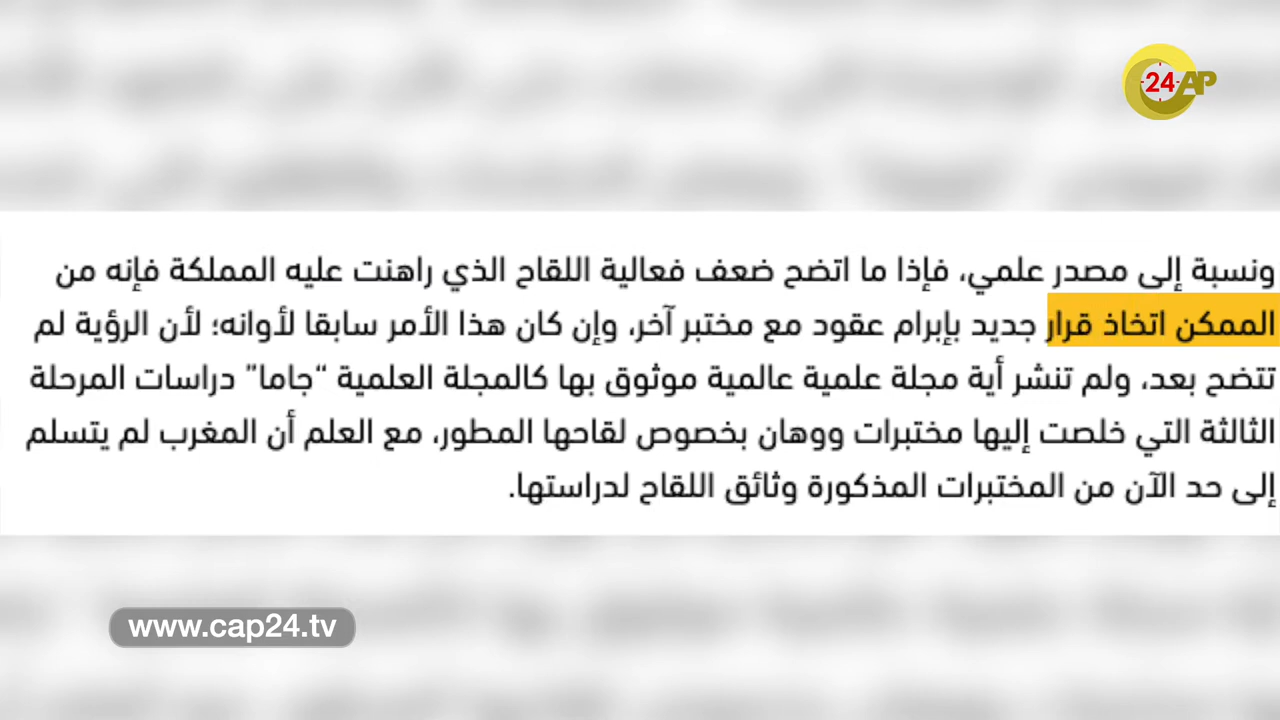 24AP
ونسبة إلى مصدر علمي، فإذا ما اتضح ضعف فعالية اللقاح الذي راهنت عليه المملكة فإنه من
الممكن اتخاذ قرار جديد بإبرام عقود مع مختبر آخر، وإن كان هذا الأمر سابقا لأوانه؛ لأن الرؤية لم
تتضح بعد، ولم تنشر أية مجلة علمية عالمية موثوق بها كالمجلة العلمية “جاما” دراسات المرحلة
الثالثة التي خلصت إليها مختبرات ووهان بخصوص لقاحها المطور، مع العلم أن المغرب لم يتسلم
إلى حد الآن من المختبرات المذكورة وثائق اللقاح لدراستها.
www.cap24.tv